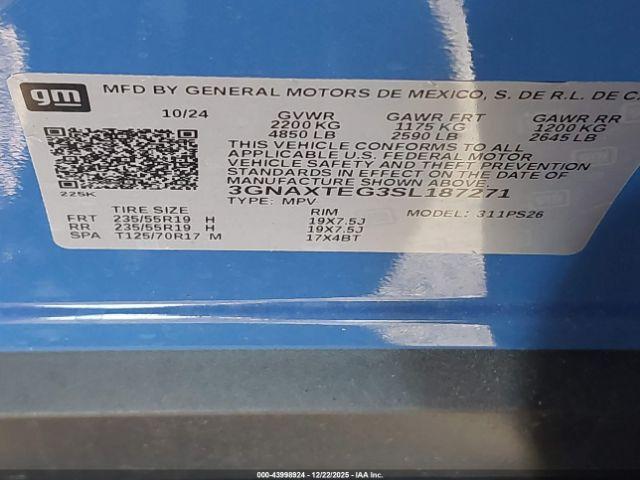 gm MFD BY GENERAL MOTORS DE MEXICO, S. DE R.L. DE C.
10/24 GVWR GAWR FRT GAWR RR
2200 KG 1175 KG 1200 KG
4850 LB 2590 LB 2645 LB
THIS VEHICLE CONFORMS TO ALL
APPLICABLE U.S. FEDERAL MOTOR
VEHICLE SAFETY AND THEFT PREVENTION
STANDARDS IN EFFECT ON THE DATE OF
MANUFACTURE SHOWN ABOVE.
225K 3GNAXTEG3SL187271
TYPE: MPV MODEL: 311PS26
TIRE SIZE RIM
FRT 235/55R19 H 19X7.5J
RR 235/55R19 H 19X7.5J
SPA T125/70R17 M 17X4BT
000-43998924 - 12/22/2025 - IAA Inc.